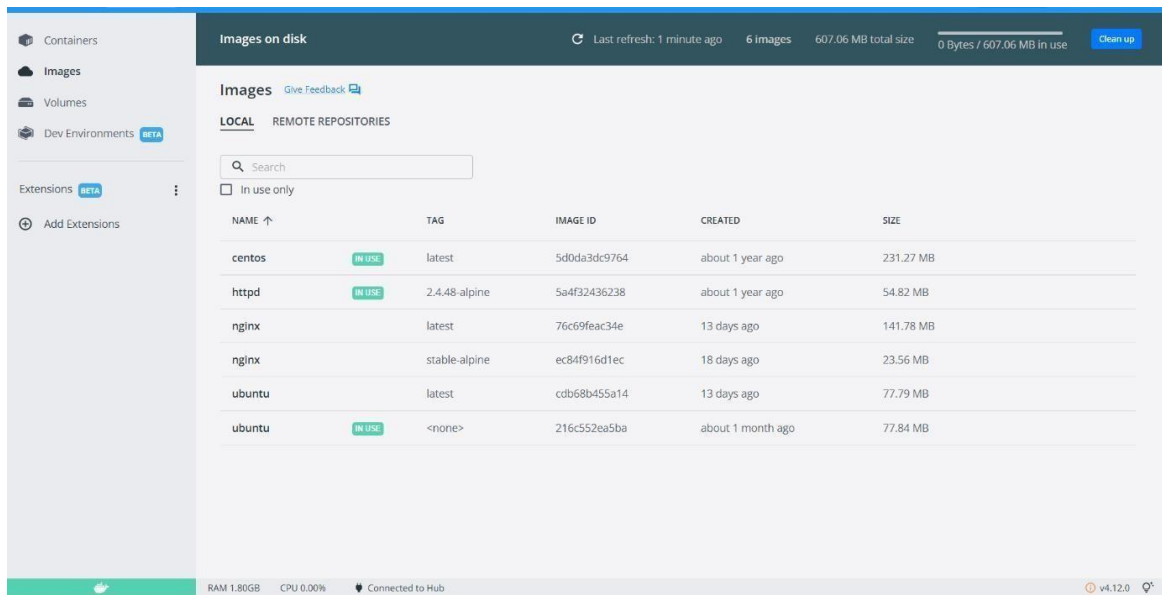 Containers
Images
Volumes
Dev Environments BETA
Extensions BETA
Add Extensions
Images on disk
Last refresh: 1 minute ago 6 images 607.06 MB total size 0 Bytes / 607.06 MB in use Clean up
Images Give Feedback
LOCAL REMOTE REPOSITORIES
Search
In use only
NAME TAG IMAGE ID CREATED SIZE
centos IN USE latest 5d0da3dc9764 about 1 year ago 231.27 MB
httpd IN USE 2.4.48-alpine 5a4f32436238 about 1 year ago 54.82 MB
nginx latest 76c69feac34e 13 days ago 141.78 MB
nginx stable-alpine ec84f916d1ec 18 days ago 23.56 MB
ubuntu latest cdb68b455a14 13 days ago 77.79 MB
ubuntu IN USE <none> 216c552ea5ba about 1 month ago 77.84 MB
RAM 1.80GB CPU 0.00% Connected to Hub v4.12.0